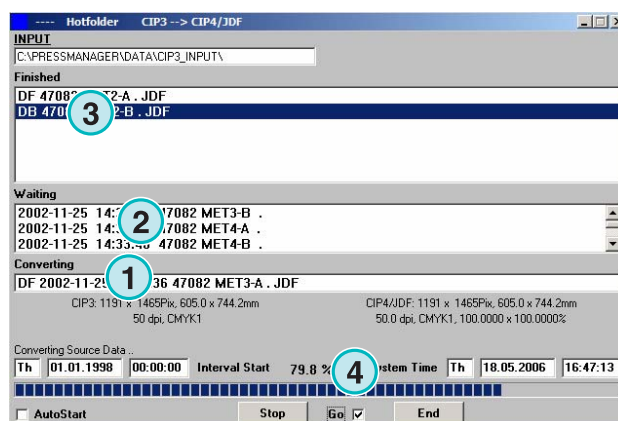 ---- Hotfolder CIP3 --> CIP4/JDF
INPUT
C:\PRESSMANAGER\DATA\CIP3_INPUT\
Finished
DF 4708 T2-A . JDF
3
DB 470 2-B . JDF
Waiting
2002-11-25 14: 47082 MET3-B .
2
2002-11-25 14: 47082 MET4-A .
2002-11-25 14:33: 47082 MET4-B .
Converting
1
DF 2002-11-25 36 47082 MET3-A . JDF
CIP3: 1191 x 1465Pix, 605.0 x 744.2mm CIP4/JDF: 1191 x 1465Pix, 605.0 x 744.2mm
50 dpi, CMYK1 50.0 dpi, CMYK1, 100.0000 x 100.0000%
Converting Source Data ..
Th 01.01.1998 00:00:00 Interval Start 79.8 % 4 stem Time Th 18.05.2006 16:47:13
AutoStart Stop Go End